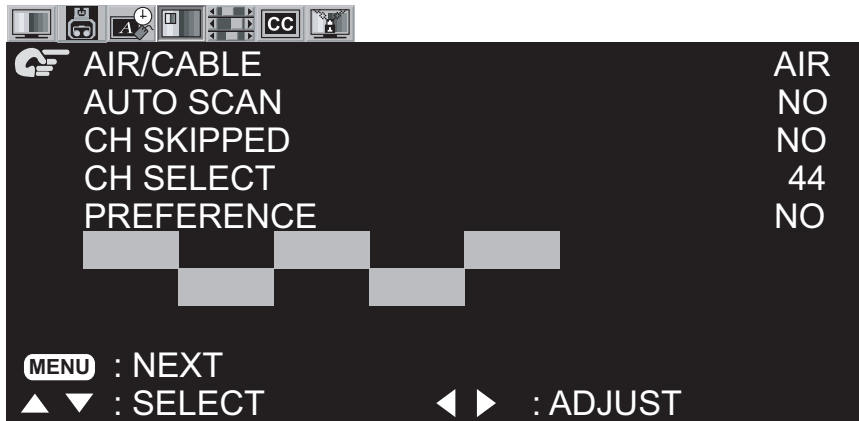 A CC
AIR/CABLE AIR
AUTO SCAN NO
CH SKIPPED NO
CH SELECT 44
PREFERENCE NO
MENU : NEXT
▲ ▼ : SELECT ◀ ▶ : ADJUST